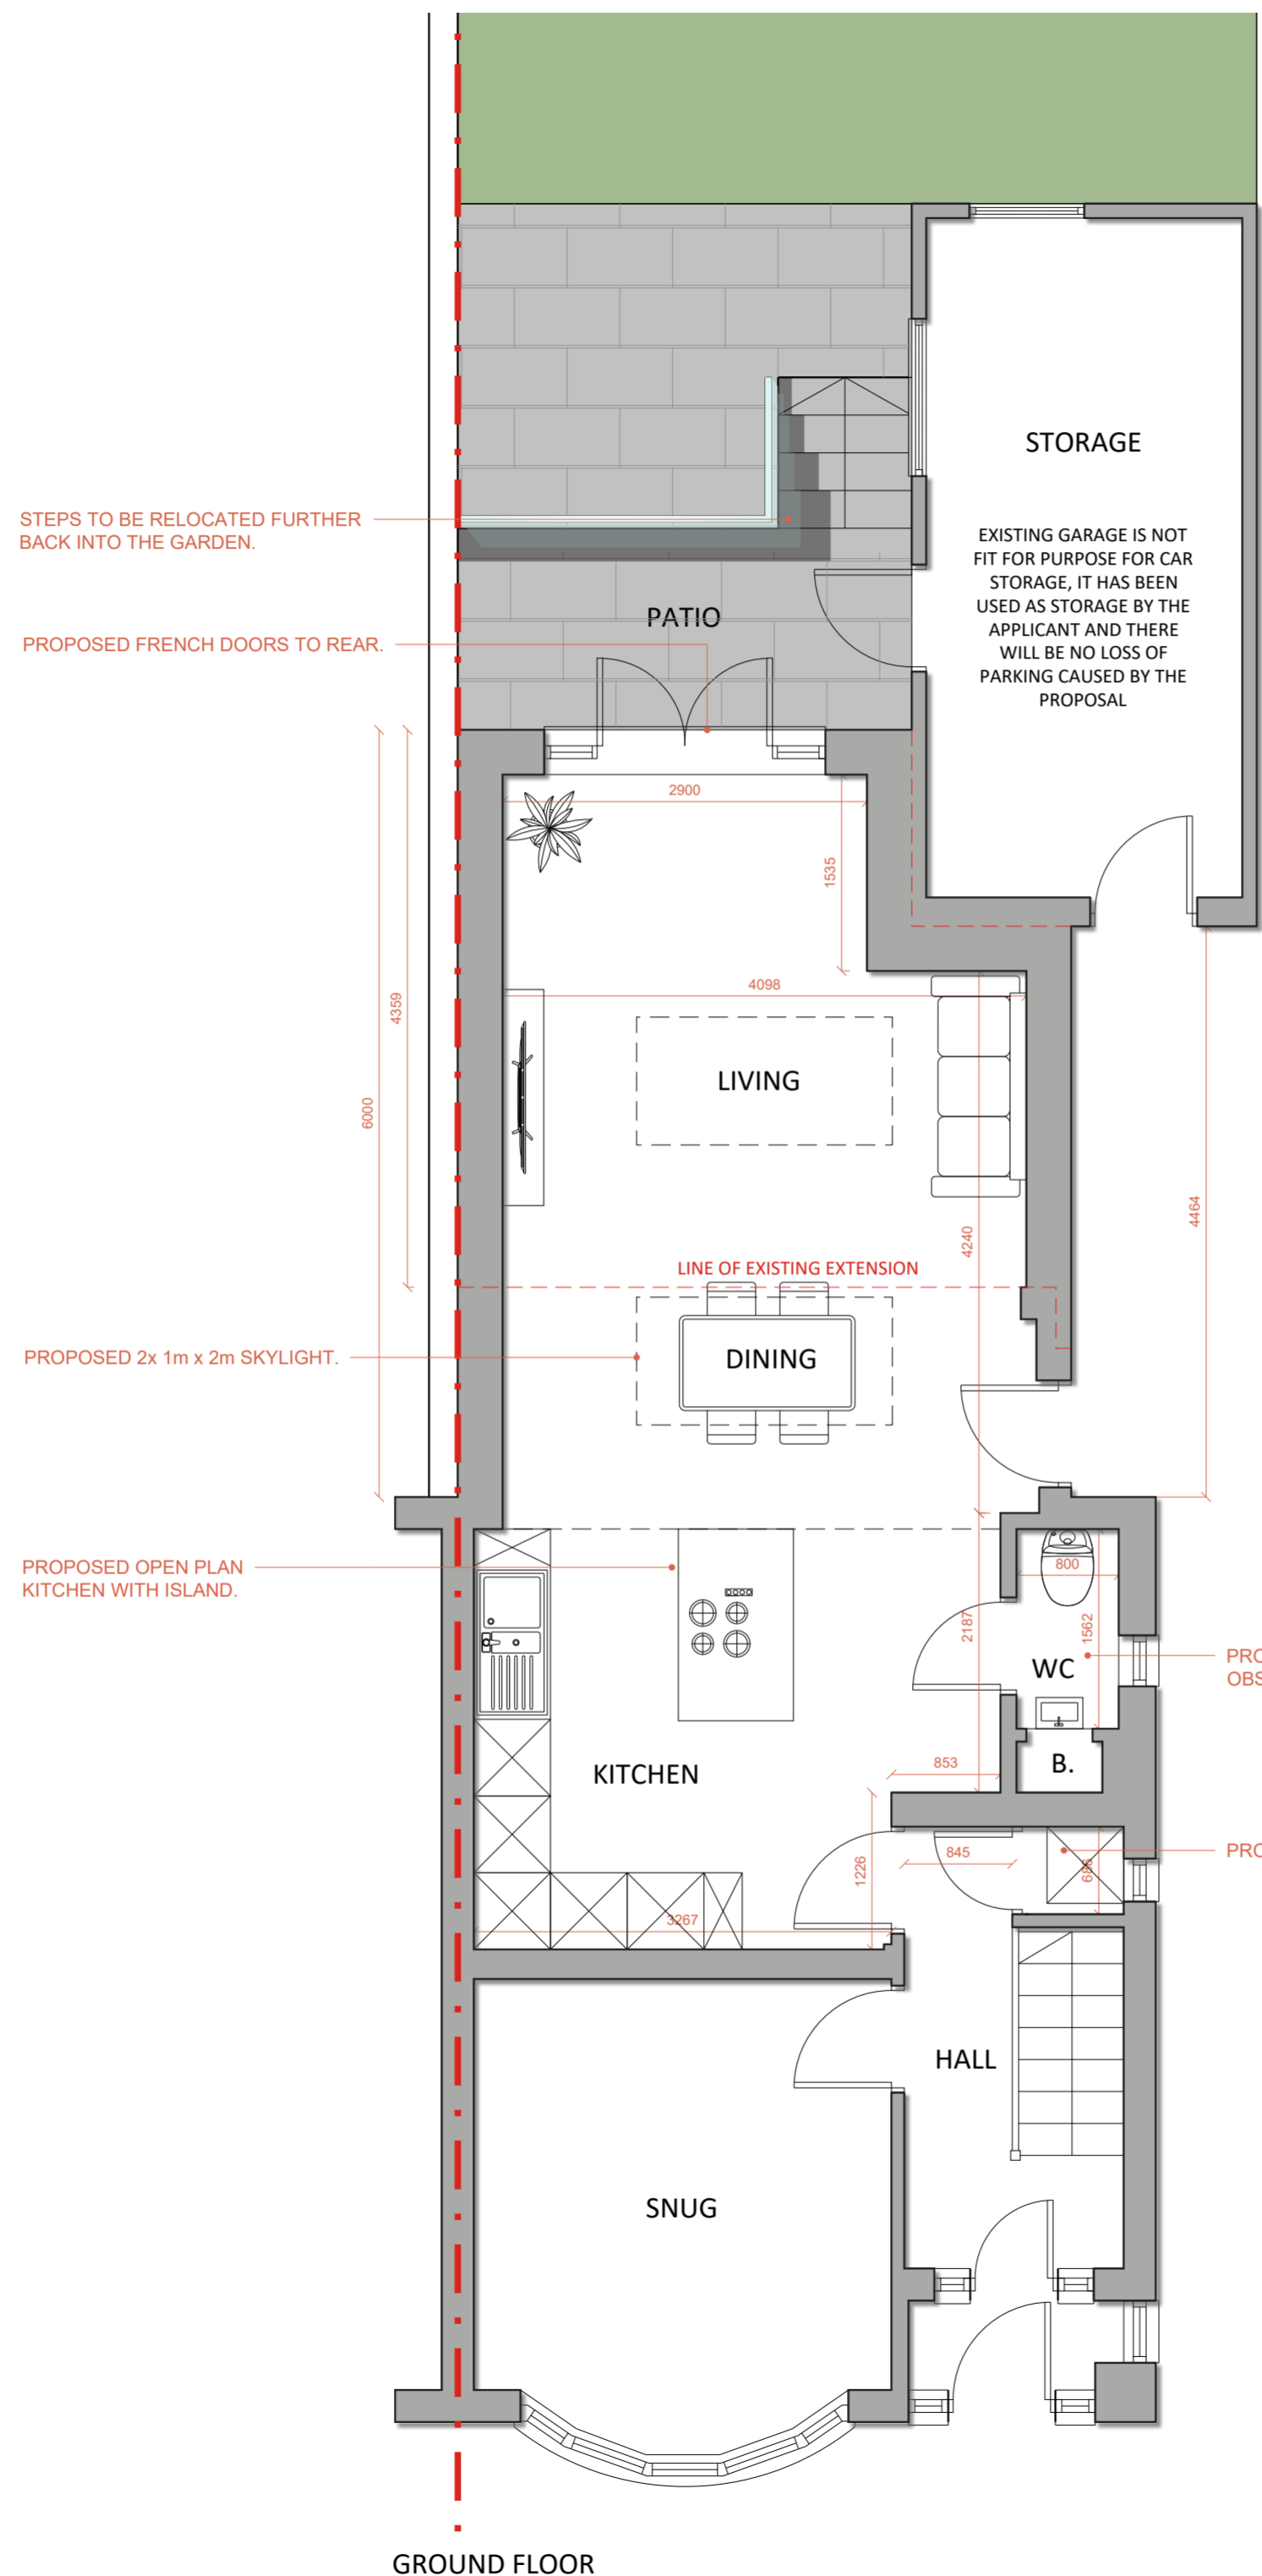 STORAGE
EXISTING GARAGE IS NOT
FIT FOR PURPOSE FOR CAR
STORAGE, IT HAS BEEN
USED AS STORAGE BY THE
APPLICANT AND THERE
WILL BE NO LOSS OF
PARKING CAUSED BY THE
PROPOSAL
STEPS TO BE RELOCATED FURTHER
BACK INTO THE GARDEN.
PATIO
PROPOSED FRENCH DOORS TO REAR.
2900
1535
4098
4359
LIVING
6000
4464
4240
LINE OF EXISTING EXTENSION
PROPOSED 2x 1m x 2m SKYLIGHT.
DINING
PROPOSED OPEN PLAN
KITCHEN WITH ISLAND.
800
2187
1562
WC
PRO
OBS
B.
853
KITCHEN
845
1226
PRO
3267
HALL
SNUG
GROUND FLOOR